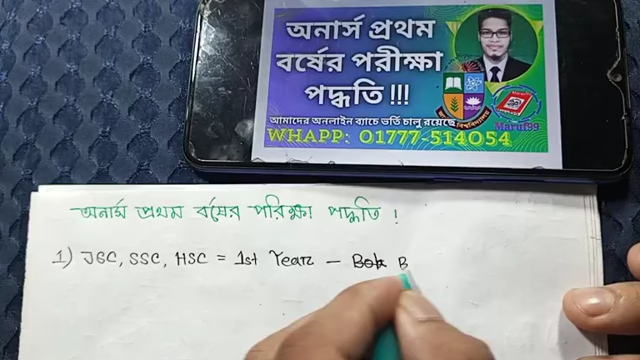 অনার্স প্রথম
বর্ষের পরীক্ষা
পদ্ধতি !!!
আমাদের অনলাইন ব্যাচে ভর্তি চালু রয়েছে
WHAPP: 01777-514054
Maruf99
অনার্স প্রথম বর্ষের পরিক্ষা পদ্ধতি !
1) JSC, SSC, HSC = 1st Year – B